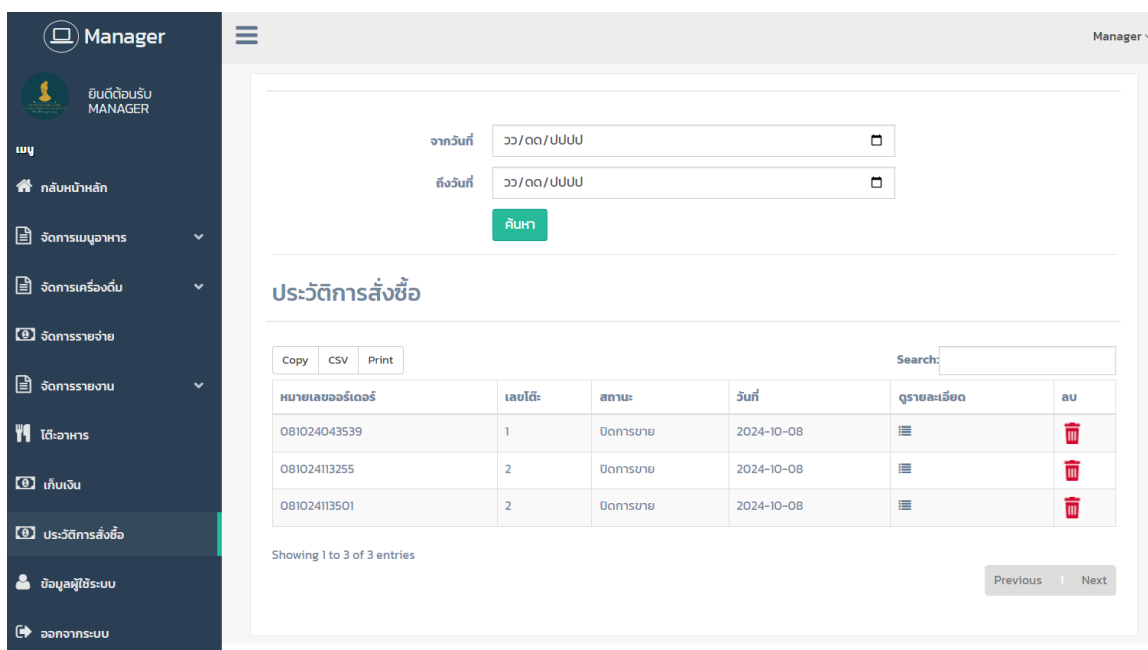 Manager
Manager
ยินดีต้อนรับ
MANAGER
เมนู
กลับหน้าหลัก
จัดการเมนูอาหาร
จัดการเครื่องดื่ม
จัดการรายจ่าย
จัดการรายงาน
โต๊ะอาหาร
เก็บเงิน
ประวัติการสั่งซื้อ
ข้อมูลผู้ใช้ระบบ
ออกจากระบบ
จากวันที่ วว/ดด/ปปปป
ถึงวันที่ วว/ดด/ปปปป
ค้นหา
ประวัติการสั่งซื้อ
Copy CSV Print Search:
หมายเลขออร์เดอร์ เลขโต๊ะ สถานะ วันที่ ดูรายละเอียด ลบ
081024043539 1 ปิดการขาย 2024-10-08
081024113255 2 ปิดการขาย 2024-10-08
081024113501 2 ปิดการขาย 2024-10-08
Showing 1 to 3 of 3 entries
Previous 1 Next